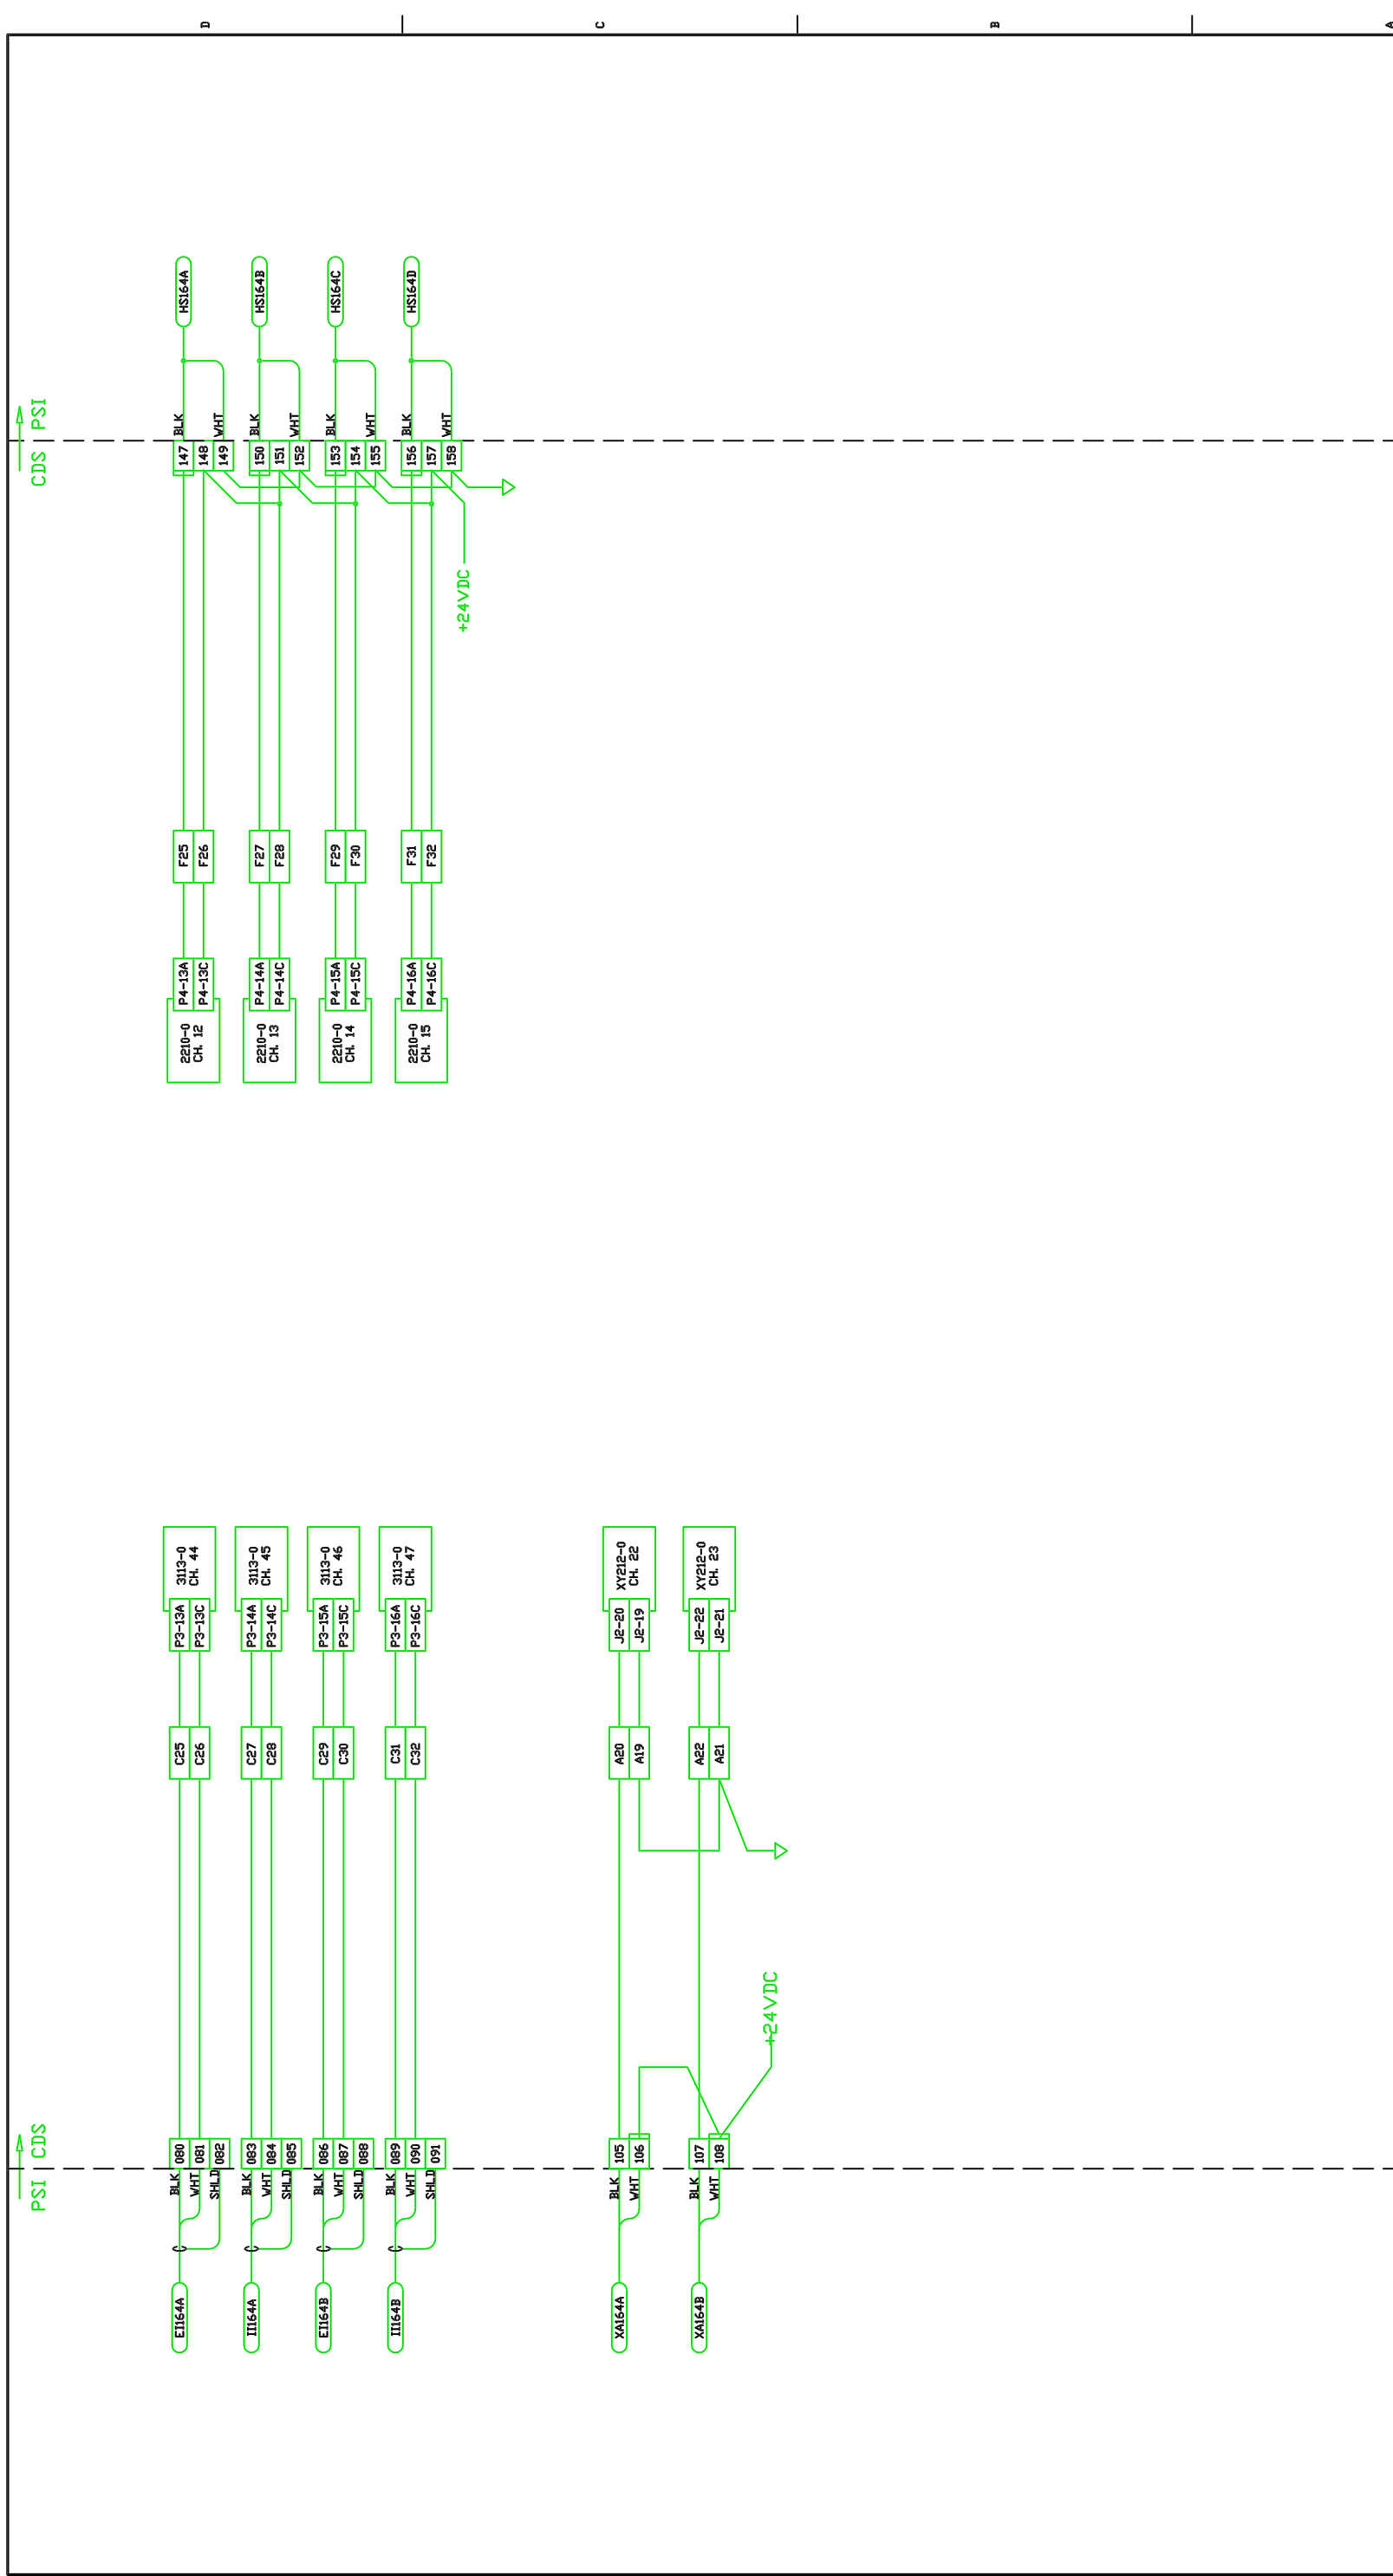 D
C
B
A
PSI CDS
CDS PSI
EI164A
BLK
WHT
SHLD
080
081
082
C25
C26
P3-13A
P3-13C
3113-0
CH. 44
II164A
BLK
WHT
SHLD
083
084
085
C27
C28
P3-14A
P3-14C
3113-0
CH. 45
EI164B
BLK
WHT
SHLD
086
087
088
C29
C30
P3-15A
P3-15C
3113-0
CH. 46
II164B
BLK
WHT
SHLD
089
090
091
C31
C32
P3-16A
P3-16C
3113-0
CH. 47
XA164A
BLK
WHT
105
106
A20
A19
J2-20
J2-19
XY212-0
CH. 22
XA164B
BLK
WHT
107
108
A22
A21
J2-22
J2-21
XY212-0
CH. 23
+24VDC
2210-0
CH. 12
P4-13A
P4-13C
F25
F26
147
148
149
BLK
WHT
HS164A
2210-0
CH. 13
P4-14A
P4-14C
F27
F28
150
151
152
BLK
WHT
HS164B
2210-0
CH. 14
P4-15A
P4-15C
F29
F30
153
154
155
BLK
WHT
HS164C
2210-0
CH. 15
P4-16A
P4-16C
F31
F32
156
157
158
BLK
WHT
HS164D
+24VDC